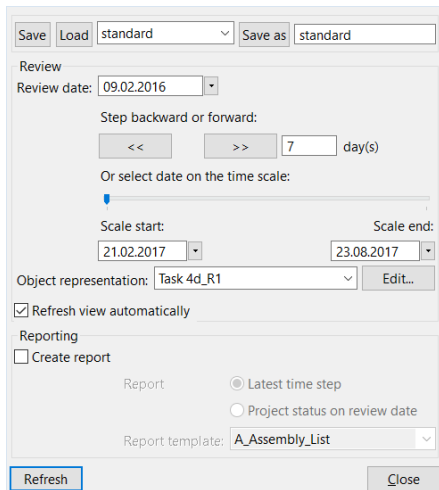 Save Load standard Save as standard
Review
Review date: 09.02.2016
Step backward or forward:
<< >> 7 day(s)
Or select date on the time scale:
Scale start: Scale end:
21.02.2017 23.08.2017
Object representation: Task 4d_R1 Edit...
Refresh view automatically
Reporting
Create report
Report Latest time step
Project status on review date
Report template: A_Assembly_List
Refresh Close